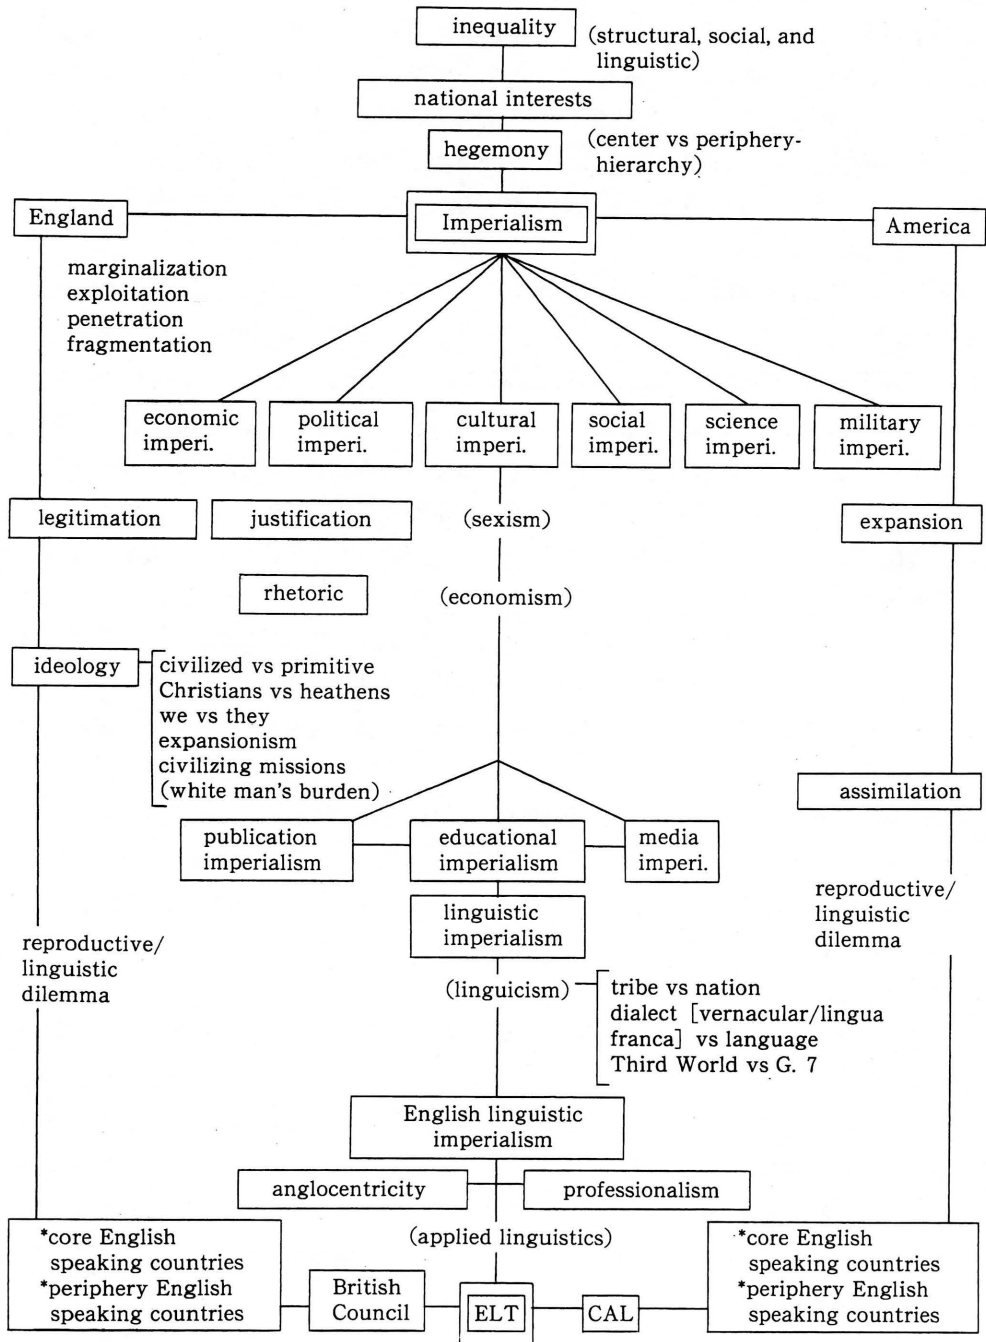 inequality
(structural, social, and
linguistic)
national interests
hegemony
(center vs periphery-
hierarchy)
England
Imperialism
America
marginalization
exploitation
penetration
fragmentation
economic
imperi.
political
imperi.
cultural
imperi.
social
imperi.
science
imperi.
military
imperi.
legitimation
justification
(sexism)
expansion
rhetoric
(economism)
ideology
civilized vs primitive
Christians vs heathens
we vs they
expansionism
civilizing missions
(white man's burden)
assimilation
publication
imperialism
educational
imperialism
media
imperi.
linguistic
imperialism
reproductive/
linguistic
dilemma
reproductive/
linguistic
dilemma
(linguicism)
tribe vs nation
dialect [vernacular/lingua
franca] vs language
Third World vs G. 7
English linguistic
imperialism
anglocentricity
professionalism
(applied linguistics)
*core English
speaking countries
*periphery English
speaking countries
British
Council
ELT
CAL
*core English
speaking countries
*periphery English
speaking countries